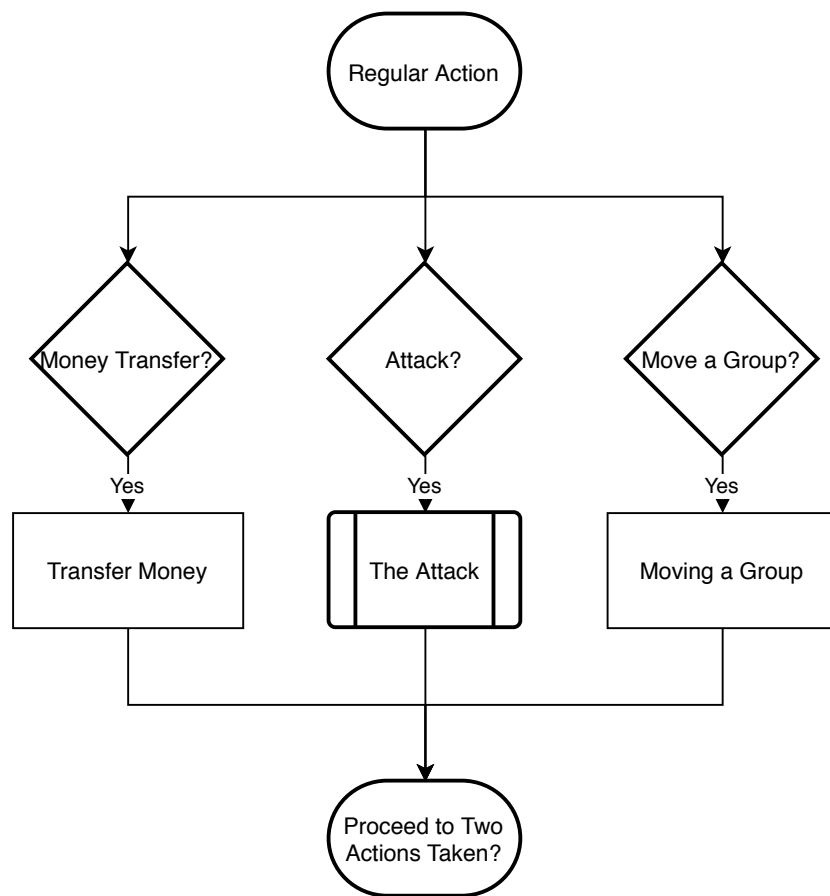 Regular Action
Money Transfer?
Attack?
Move a Group?
Yes
Yes
Yes
Transfer Money
The Attack
Moving a Group
Proceed to Two
Actions Taken?